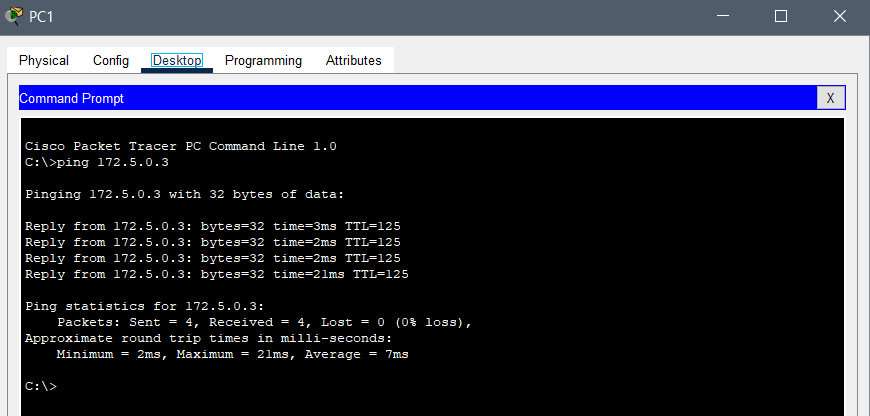 PC1
Physical Config Desktop Programming Attributes
Command Prompt X
Cisco Packet Tracer PC Command Line 1.0
C:\>ping 172.5.0.3
Pinging 172.5.0.3 with 32 bytes of data:
Reply from 172.5.0.3: bytes=32 time=3ms TTL=125
Reply from 172.5.0.3: bytes=32 time=2ms TTL=125
Reply from 172.5.0.3: bytes=32 time=2ms TTL=125
Reply from 172.5.0.3: bytes=32 time=21ms TTL=125
Ping statistics for 172.5.0.3:
Packets: Sent = 4, Received = 4, Lost = 0 (0% loss),
Approximate round trip times in milli-seconds:
Minimum = 2ms, Maximum = 21ms, Average = 7ms
C:\>